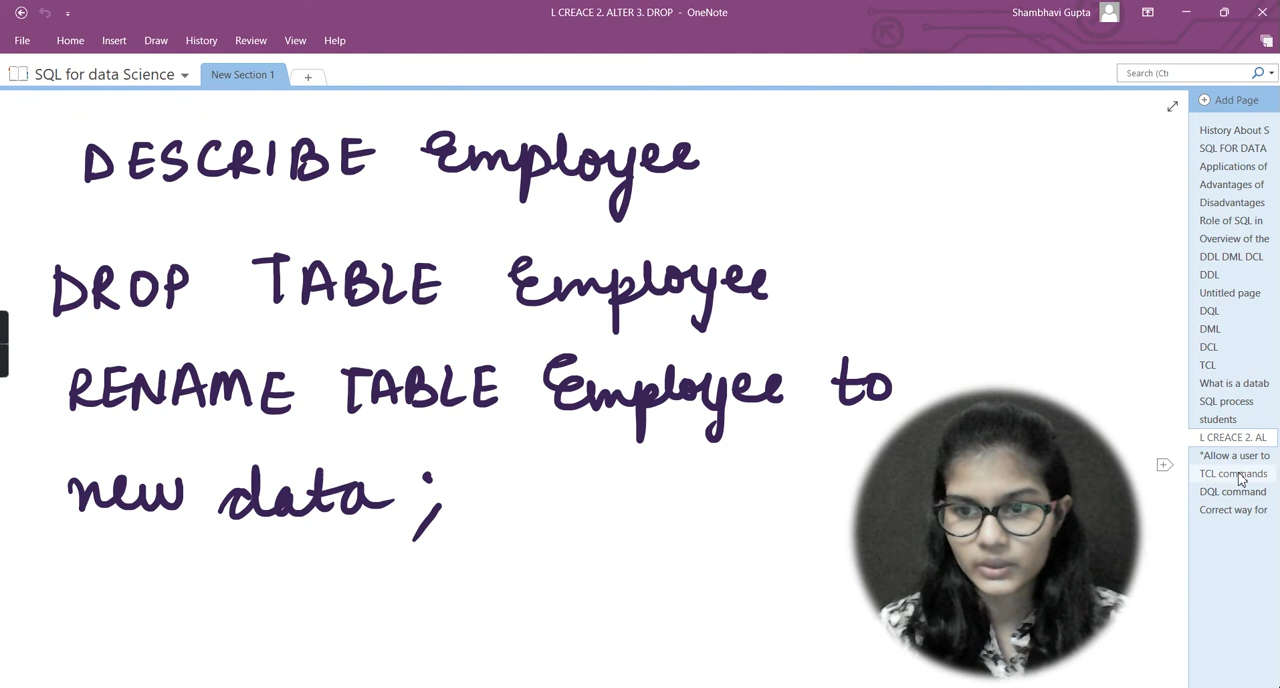 L CREACE 2. ALTER 3. DROP - OneNote
Shambhavi Gupta
File Home Insert Draw History Review View Help
SQL for data Science
New Section 1
+
Search (Ctr
Add Page
History About S
SQL FOR DATA
Applications of
Advantages of
Disadvantages
Role of SQL in
Overview of the
DDL DML DCL
DDL
Untitled page
DQL
DML
DCL
TCL
What is a datab
SQL process
students
L CREACE 2. AL
"Allow a user to
TCL commands
DQL command
Correct way for
DESCRIBE Employee
DROP TABLE Employee
RENAME TABLE Employee to
new data ;